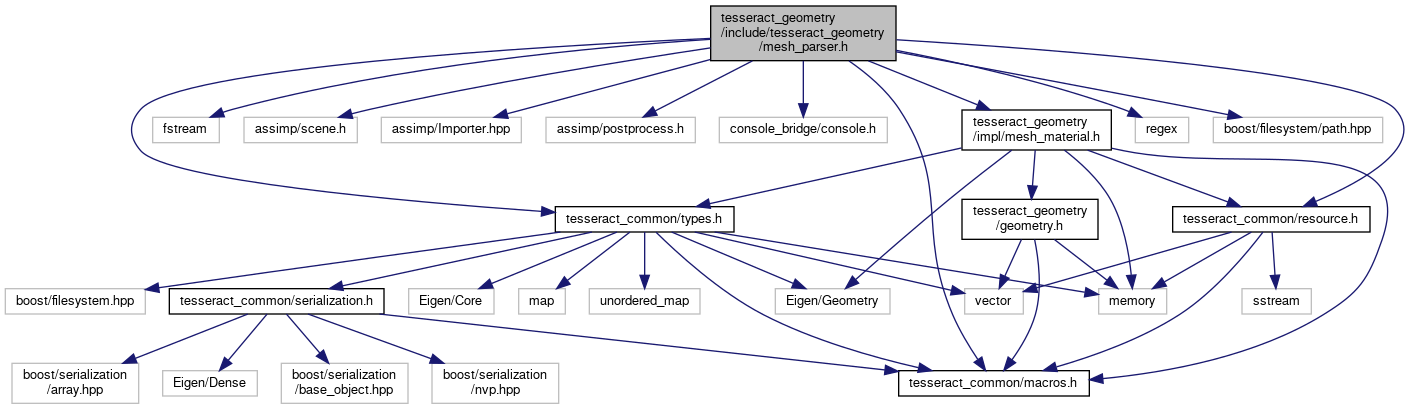 tesseract_geometry
/include/tesseract_geometry
/mesh_parser.h
fstream
assimp/scene.h
assimp/Importer.hpp
assimp/postprocess.h
console_bridge/console.h
tesseract_geometry
/impl/mesh_material.h
regex
boost/filesystem/path.hpp
tesseract_common/types.h
tesseract_geometry
/geometry.h
tesseract_common/resource.h
boost/filesystem.hpp
tesseract_common/serialization.h
Eigen/Core
map
unordered_map
Eigen/Geometry
vector
memory
sstream
boost/serialization
/array.hpp
Eigen/Dense
boost/serialization
/base_object.hpp
boost/serialization
/nvp.hpp
tesseract_common/macros.h